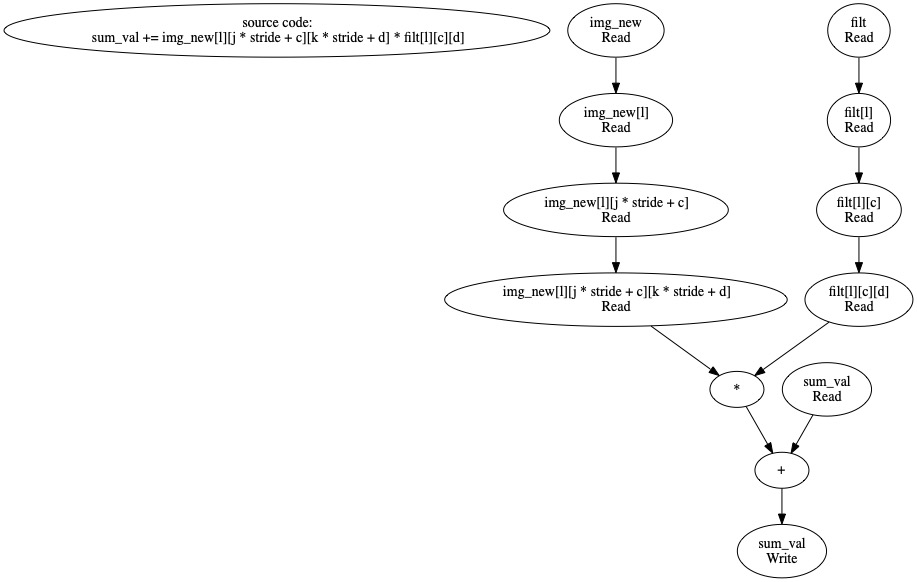 source code:
sum_val += img_new[l][j * stride + c][k * stride + d] * filt[l][c][d]
img_new
Read
filt
Read
img_new[l]
Read
filt[l]
Read
img_new[l][j * stride + c]
Read
filt[l][c]
Read
img_new[l][j * stride + c][k * stride + d]
Read
filt[l][c][d]
Read
*
sum_val
Read
+
sum_val
Write